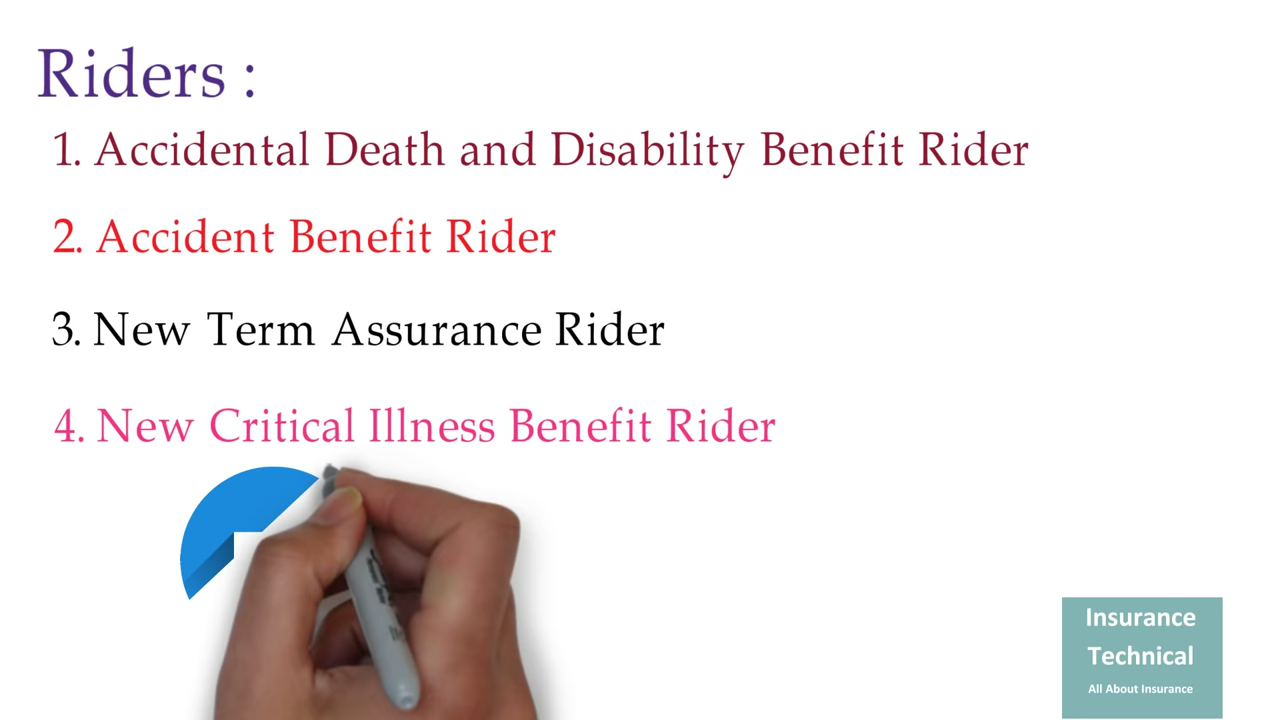 Riders :
1. Accidental Death and Disability Benefit Rider
2. Accident Benefit Rider
3. New Term Assurance Rider
4. New Critical Illness Benefit Rider
Insurance
Technical
All About Insurance